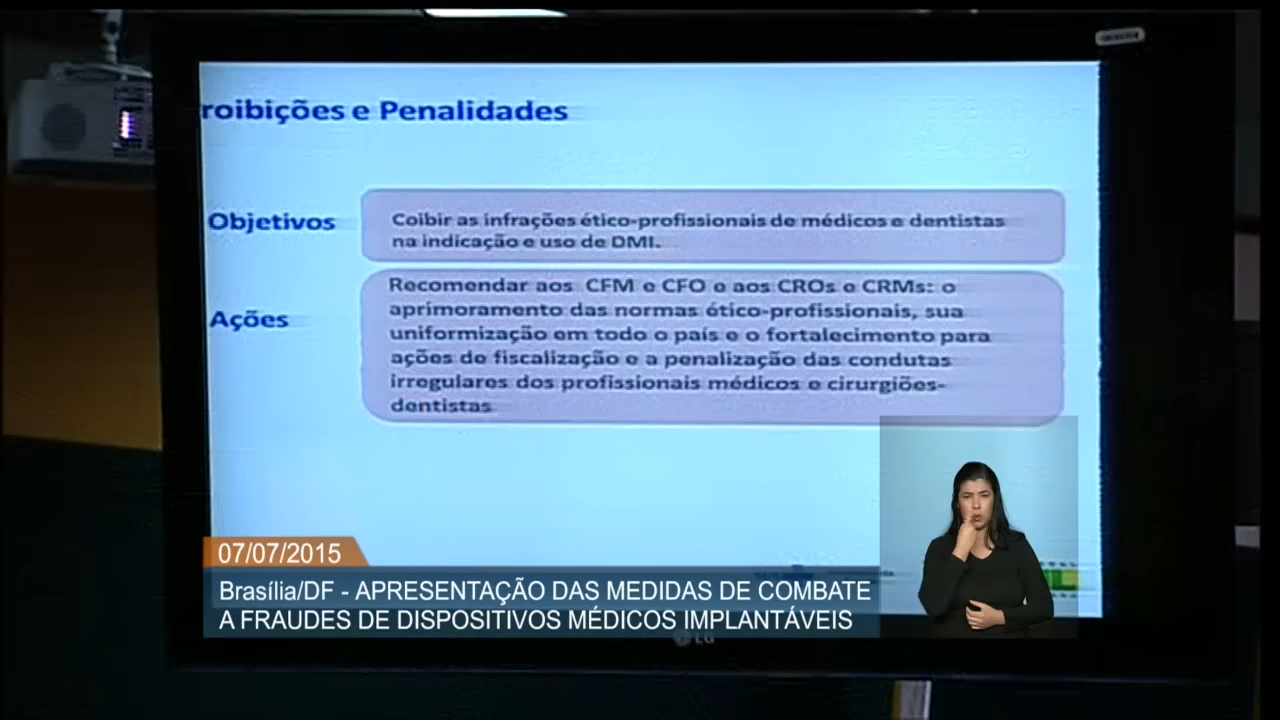 roibições e Penalidades
Objetivos
Coibir as infrações ético-profissionais de médicos e dentistas
na indicação e uso de DMI.
Ações
Recomendar aos CFM e CFO e aos CROs e CRMs: o
aprimoramento das normas ético-profissionais, sua
uniformização em todo o país e o fortalecimento para
ações de fiscalização e a penalização das condutas
irregulares dos profissionais médicos e cirurgiões-
dentistas
07/07/2015
Brasília/DF - APRESENTAÇÃO DAS MEDIDAS DE COMBATE
A FRAUDES DE DISPOSITIVOS MÉDICOS IMPLANTÁVEIS
LG